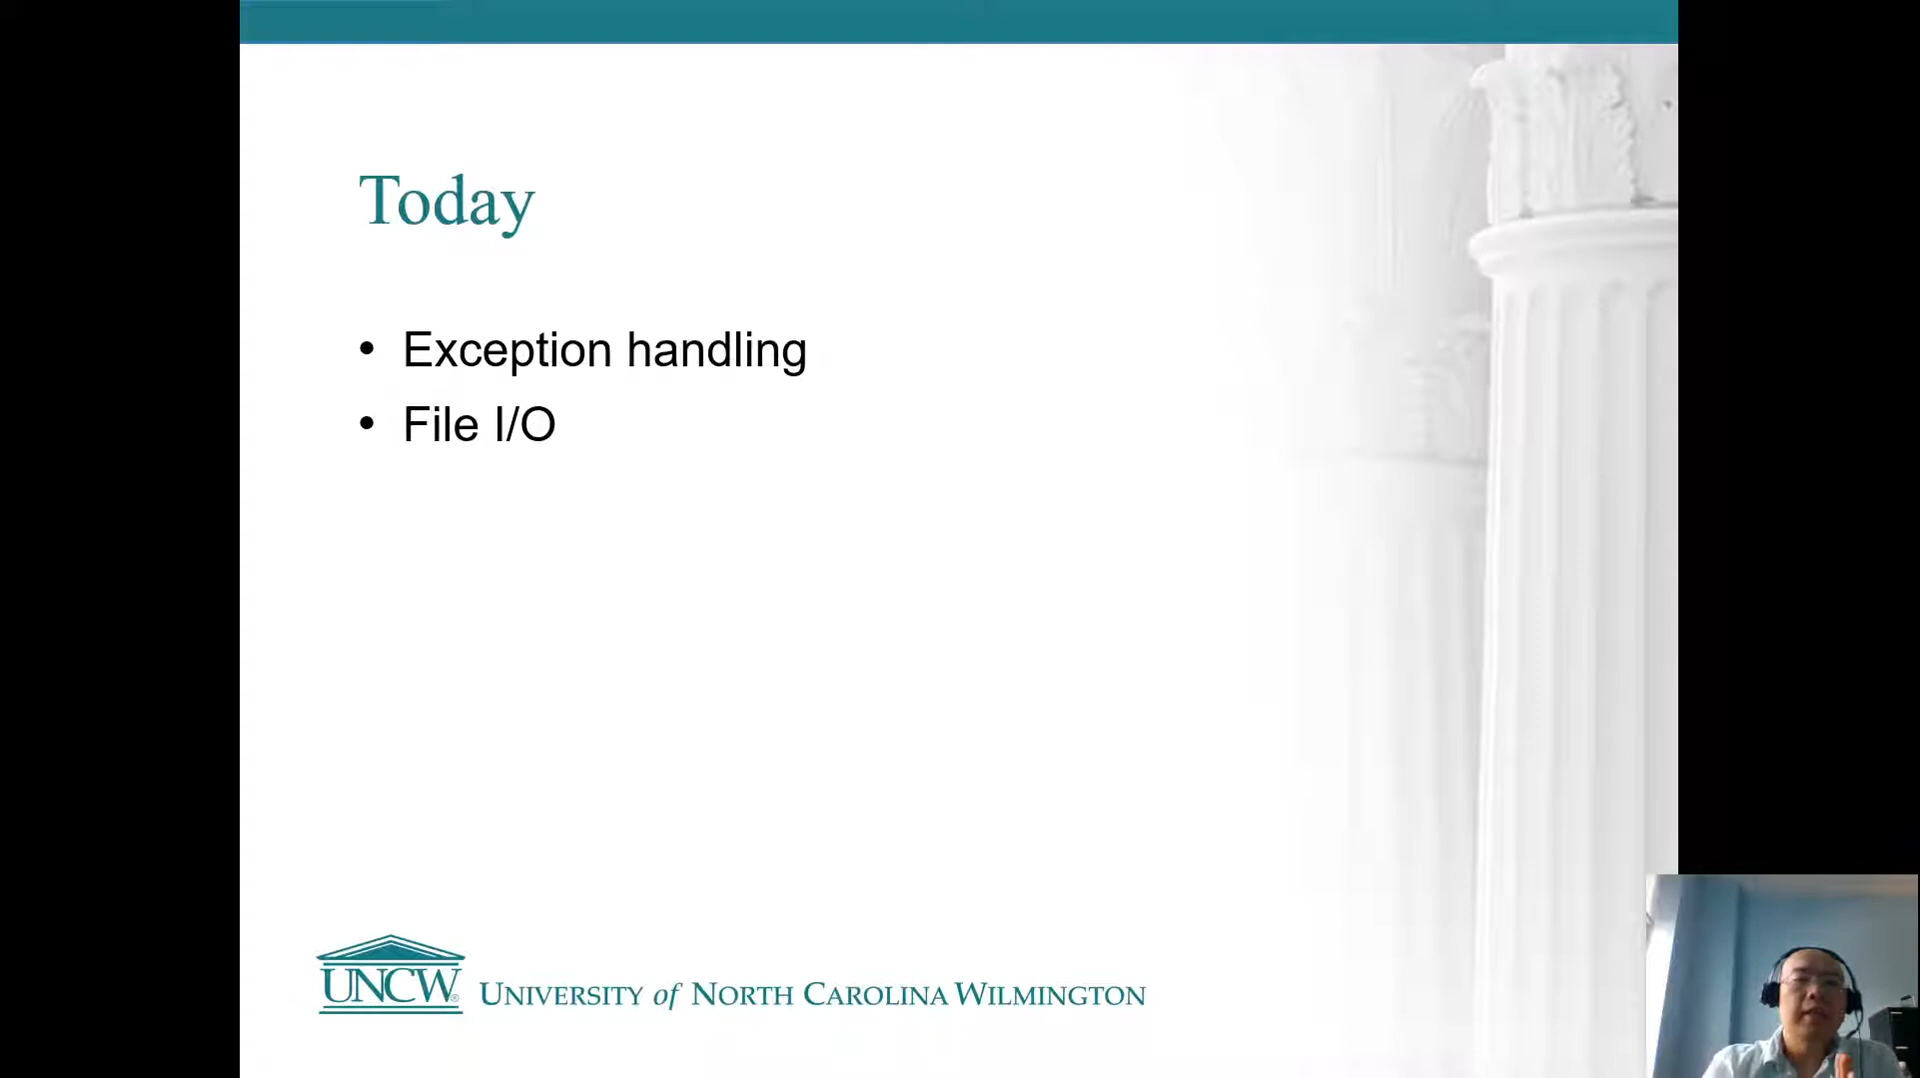 Today
• Exception handling
• File I/O
UNCW®
UNIVERSITY of NORTH CAROLINA WILMINGTON